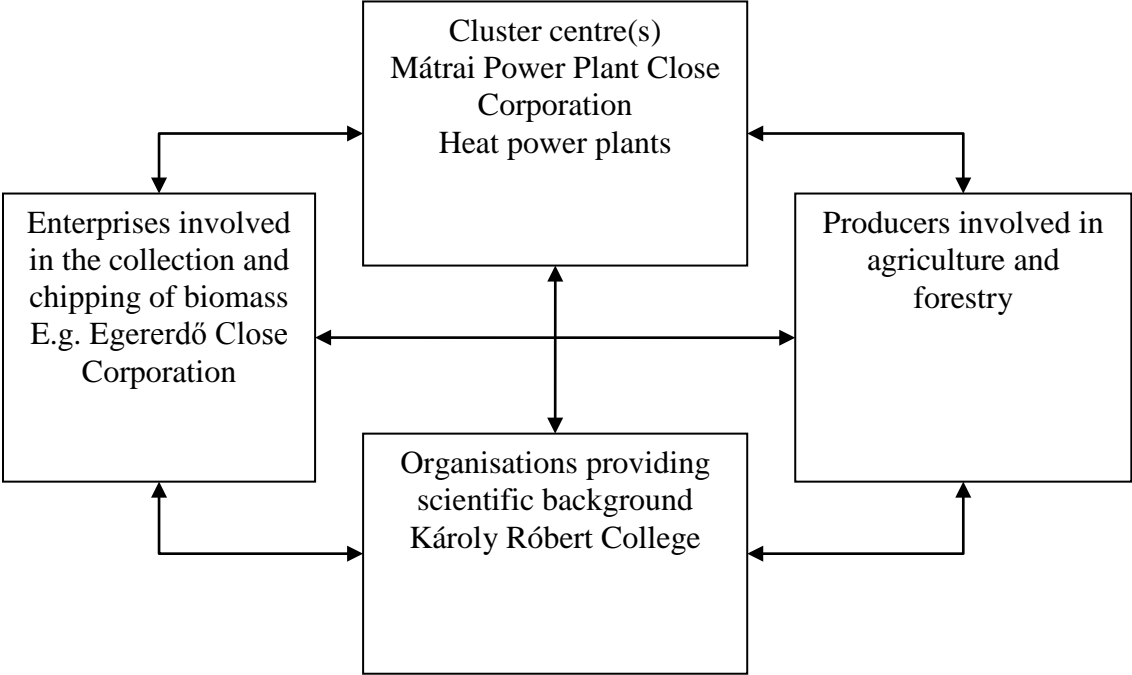 Cluster centre(s)
Mátrai Power Plant Close
Corporation
Heat power plants
Enterprises involved
in the collection and
chipping of biomass
E.g. Egererdő Close
Corporation
Producers involved in
agriculture and
forestry
Organisations providing
scientific background
Károly Róbert College